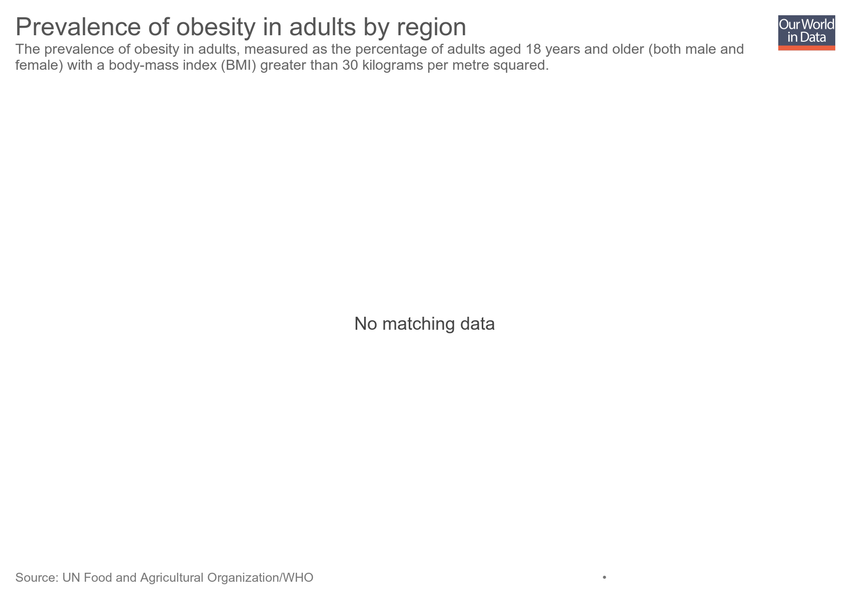 Prevalence of obesity in adults by region
Our World
in Data
The prevalence of obesity in adults, measured as the percentage of adults aged 18 years and older (both male and
female) with a body-mass index (BMI) greater than 30 kilograms per metre squared.
No matching data
Source: UN Food and Agricultural Organization/WHO
•